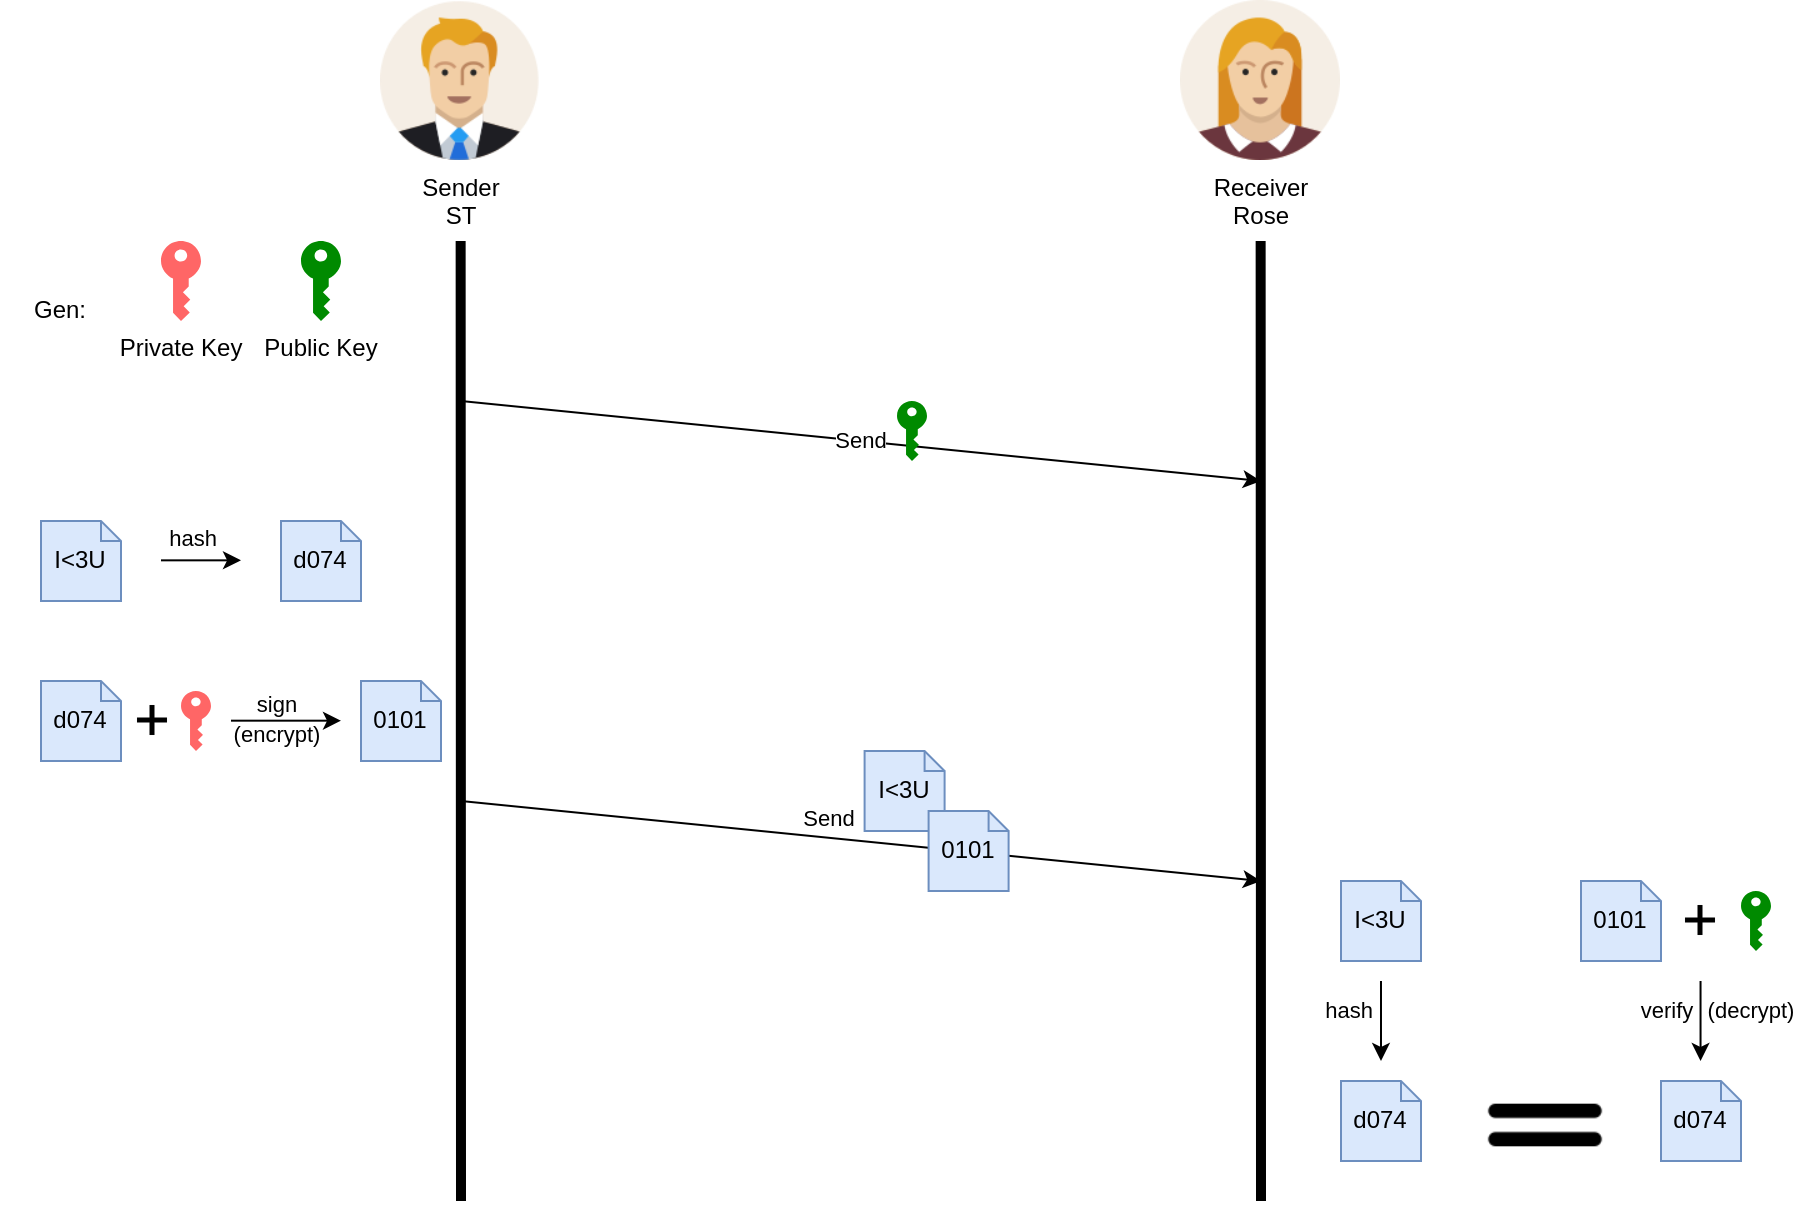 Sender
ST
Receiver
Rose
Gen:
Private Key
Public Key
Send
I<3U
hash
d074
d074
sign
(encrypt)
0101
I<3U
Send
0101
I<3U
0101
hash
verify
(decrypt)
d074
d074